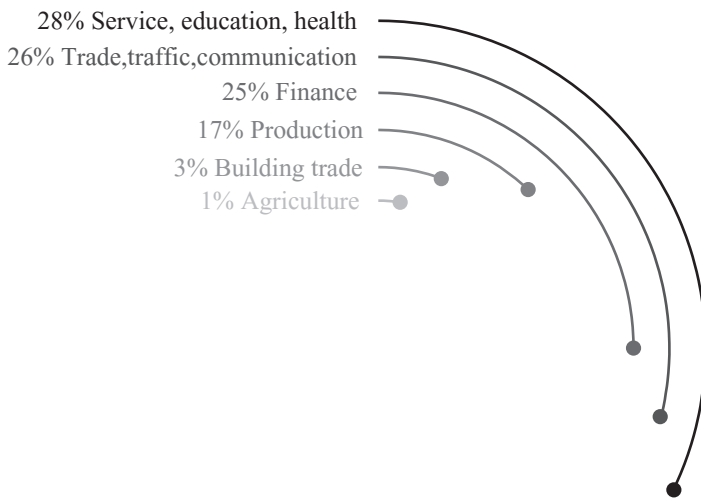 28% Service, education, health
26% Trade,traffic,communication
25% Finance
17% Production
3% Building trade
1% Agriculture